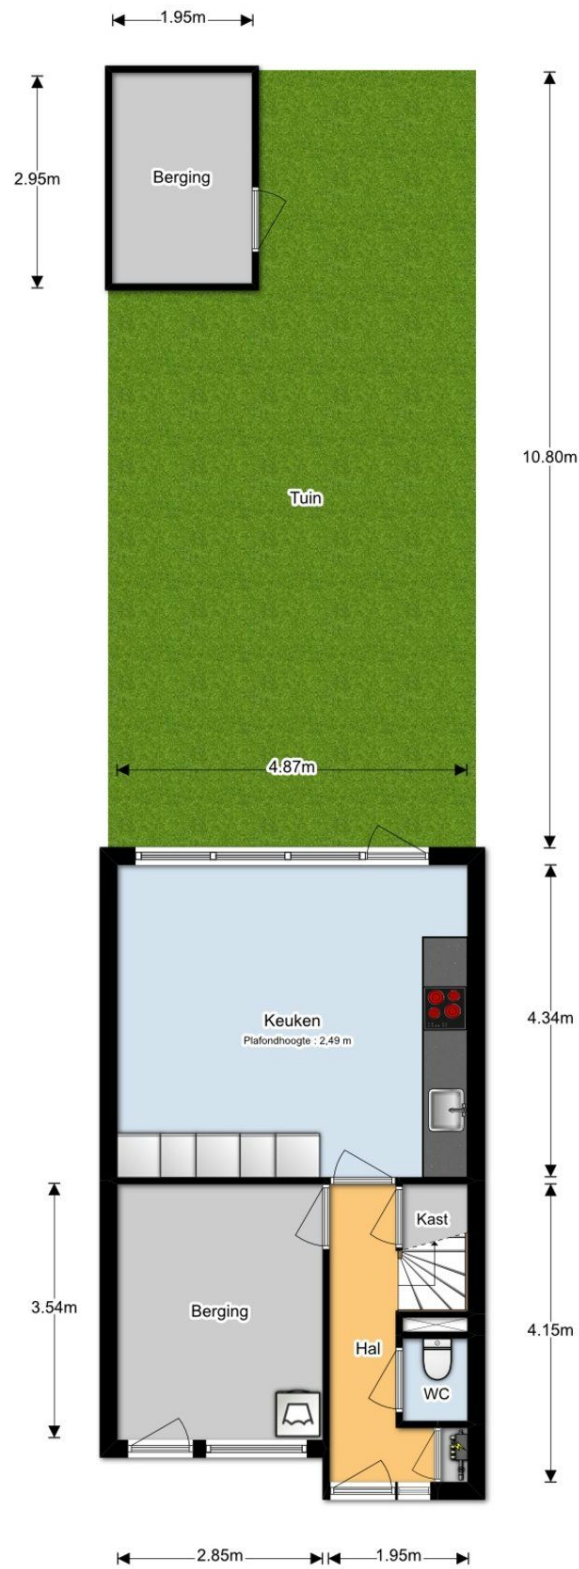 1.95m
2.95m
Berging
10.80m
Tuin
4.87m
Keuken
Plafondhoogte : 2,49 m
4.34m
Kast
3.54m
Berging
Hal
4.15m
WC
2.85m
1.95m